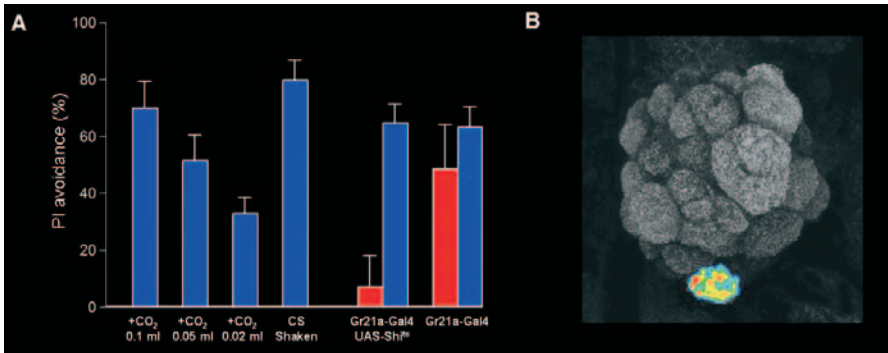 A
PI avoidance (%)
100
80
60
40
20
0
+CO₂
0.1 ml
+CO₂
0.05 ml
+CO₂
0.02 ml
CS
Shaken
Gr21a-Gal4
UAS-Shiᵗˢ
Gr21a-Gal4
B